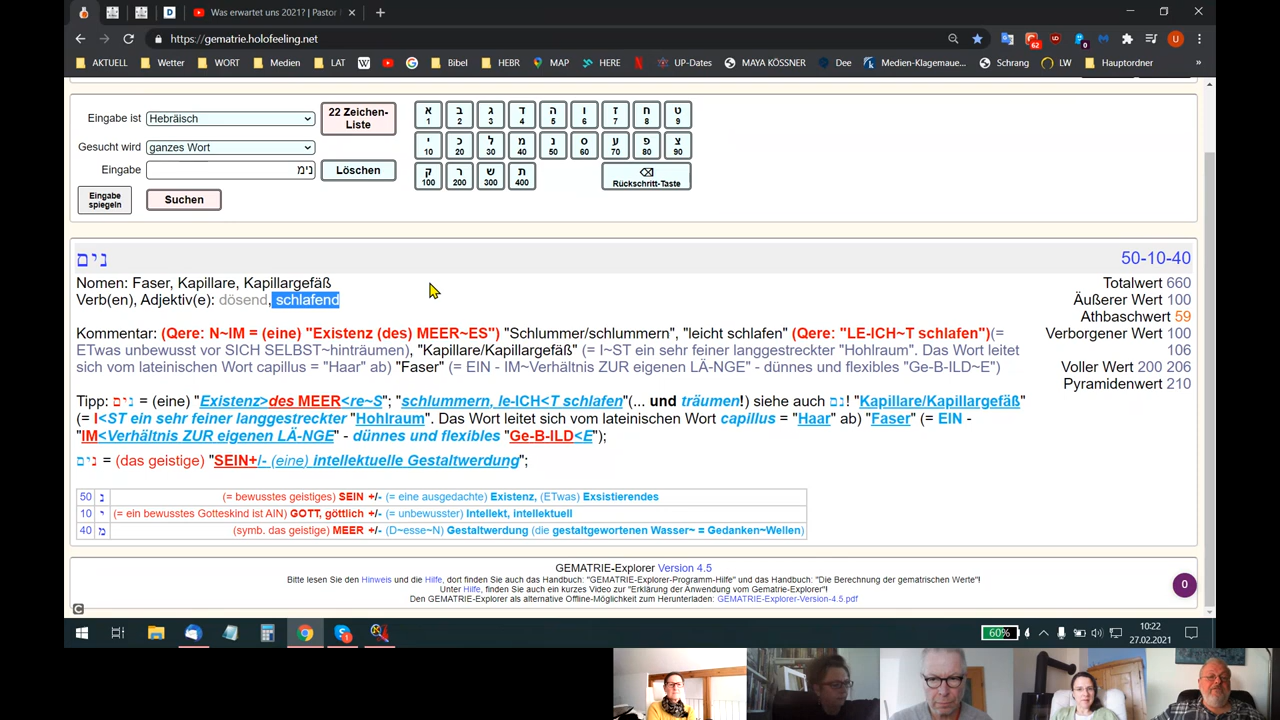 Was erwartet uns 2021? | Pastor
https://gematrie.holofeeling.net
62
0
U
AKTUELL
Wetter
WORT
Medien
LAT
Bibel
HEBR
MAP
HERE
UP-Dates
MAYA KÖSSNER
Dee
Medien-Klagemaue...
Schrang
LW
Hauptordner
»
Eingabe ist Hebräisch
22 Zeichen-Liste
Gesucht wird ganzes Wort
Eingabe נימ
Löschen
Eingabe spiegeln
Suchen
א ב ג ד ה ו ז ח ט
1 2 3 4 5 6 7 8 9
י כ ל מ נ ס ע פ צ
10 20 30 40 50 60 70 80 90
ק ר ש ת
100 200 300 400
Rückschritt-Taste
נים 50-10-40
Nomen: Faser, Kapillare, Kapillargefäß
Verb(en), Adjektiv(e): dösend, schlafend
Totalwert 660
Äußerer Wert 100
Athbaschwert 59
Verborgener Wert 100
106
Voller Wert 200 206
Pyramidenwert 210
Kommentar: (Qere: N~IM = (eine) "Existenz (des) MEER~ES") "Schlummer/schlummern", "leicht schlafen" (Qere: "LE-ICH~T schlafen")(=
ETwas unbewusst vor SICH SELBST~hinträumen), "Kapillare/Kapillargefäß" (= I~ST ein sehr feiner langgestreckter "Hohlraum". Das Wort leitet
sich vom lateinischen Wort capillus = "Haar" ab) "Faser" (= EIN - IM~Verhältnis ZUR eigenen LÄ-NGE" - dünnes und flexibles "Ge-B-ILD~E")
Tipp: נים = (eine) "Existenz>des MEER<re~S"; "schlummern, le-ICH<T schlafen"(... und träumen!) siehe auch נם! "Kapillare/Kapillargefäß"
(= I<ST ein sehr feiner langgestreckter "Hohlraum". Das Wort leitet sich vom lateinischen Wort capillus = "Haar" ab) "Faser" (= EIN -
"IM<Verhältnis ZUR eigenen LÄ-NGE" - dünnes und flexibles "Ge-B-ILD<E");
נים = (das geistige) "SEIN+/- (eine) intellektuelle Gestaltwerdung";
50 נ (= bewusstes geistiges) SEIN +/- (= eine ausgedachte) Existenz, (ETwas) Exsistierendes
10 י (= ein bewusstes Gotteskind ist AIN) GOTT, göttlich +/- (= unbewusster) Intellekt, intellektuell
40 מ (symb. das geistige) MEER +/- (D~esse~N) Gestaltwerdung (die gestaltgewortenen Wasser~ = Gedanken~Wellen)
GEMATRIE-Explorer Version 4.5
Bitte lesen Sie den Hinweis und die Hilfe, dort finden Sie auch das Handbuch: "GEMATRIE-Explorer-Programm-Hilfe" und das Handbuch: "Die Berechnung der gematrischen Werte"!
Unter Hilfe, finden Sie auch ein kurzes Video zur "Erklärung der Anwendung vom Gematrie-Explorer"!
Den GEMATRIE-Explorer als alternative Offline-Möglichkeit zum Herunterladen: GEMATRIE-Explorer-Version-4.5.pdf
0
60%
10:22
27.02.2021